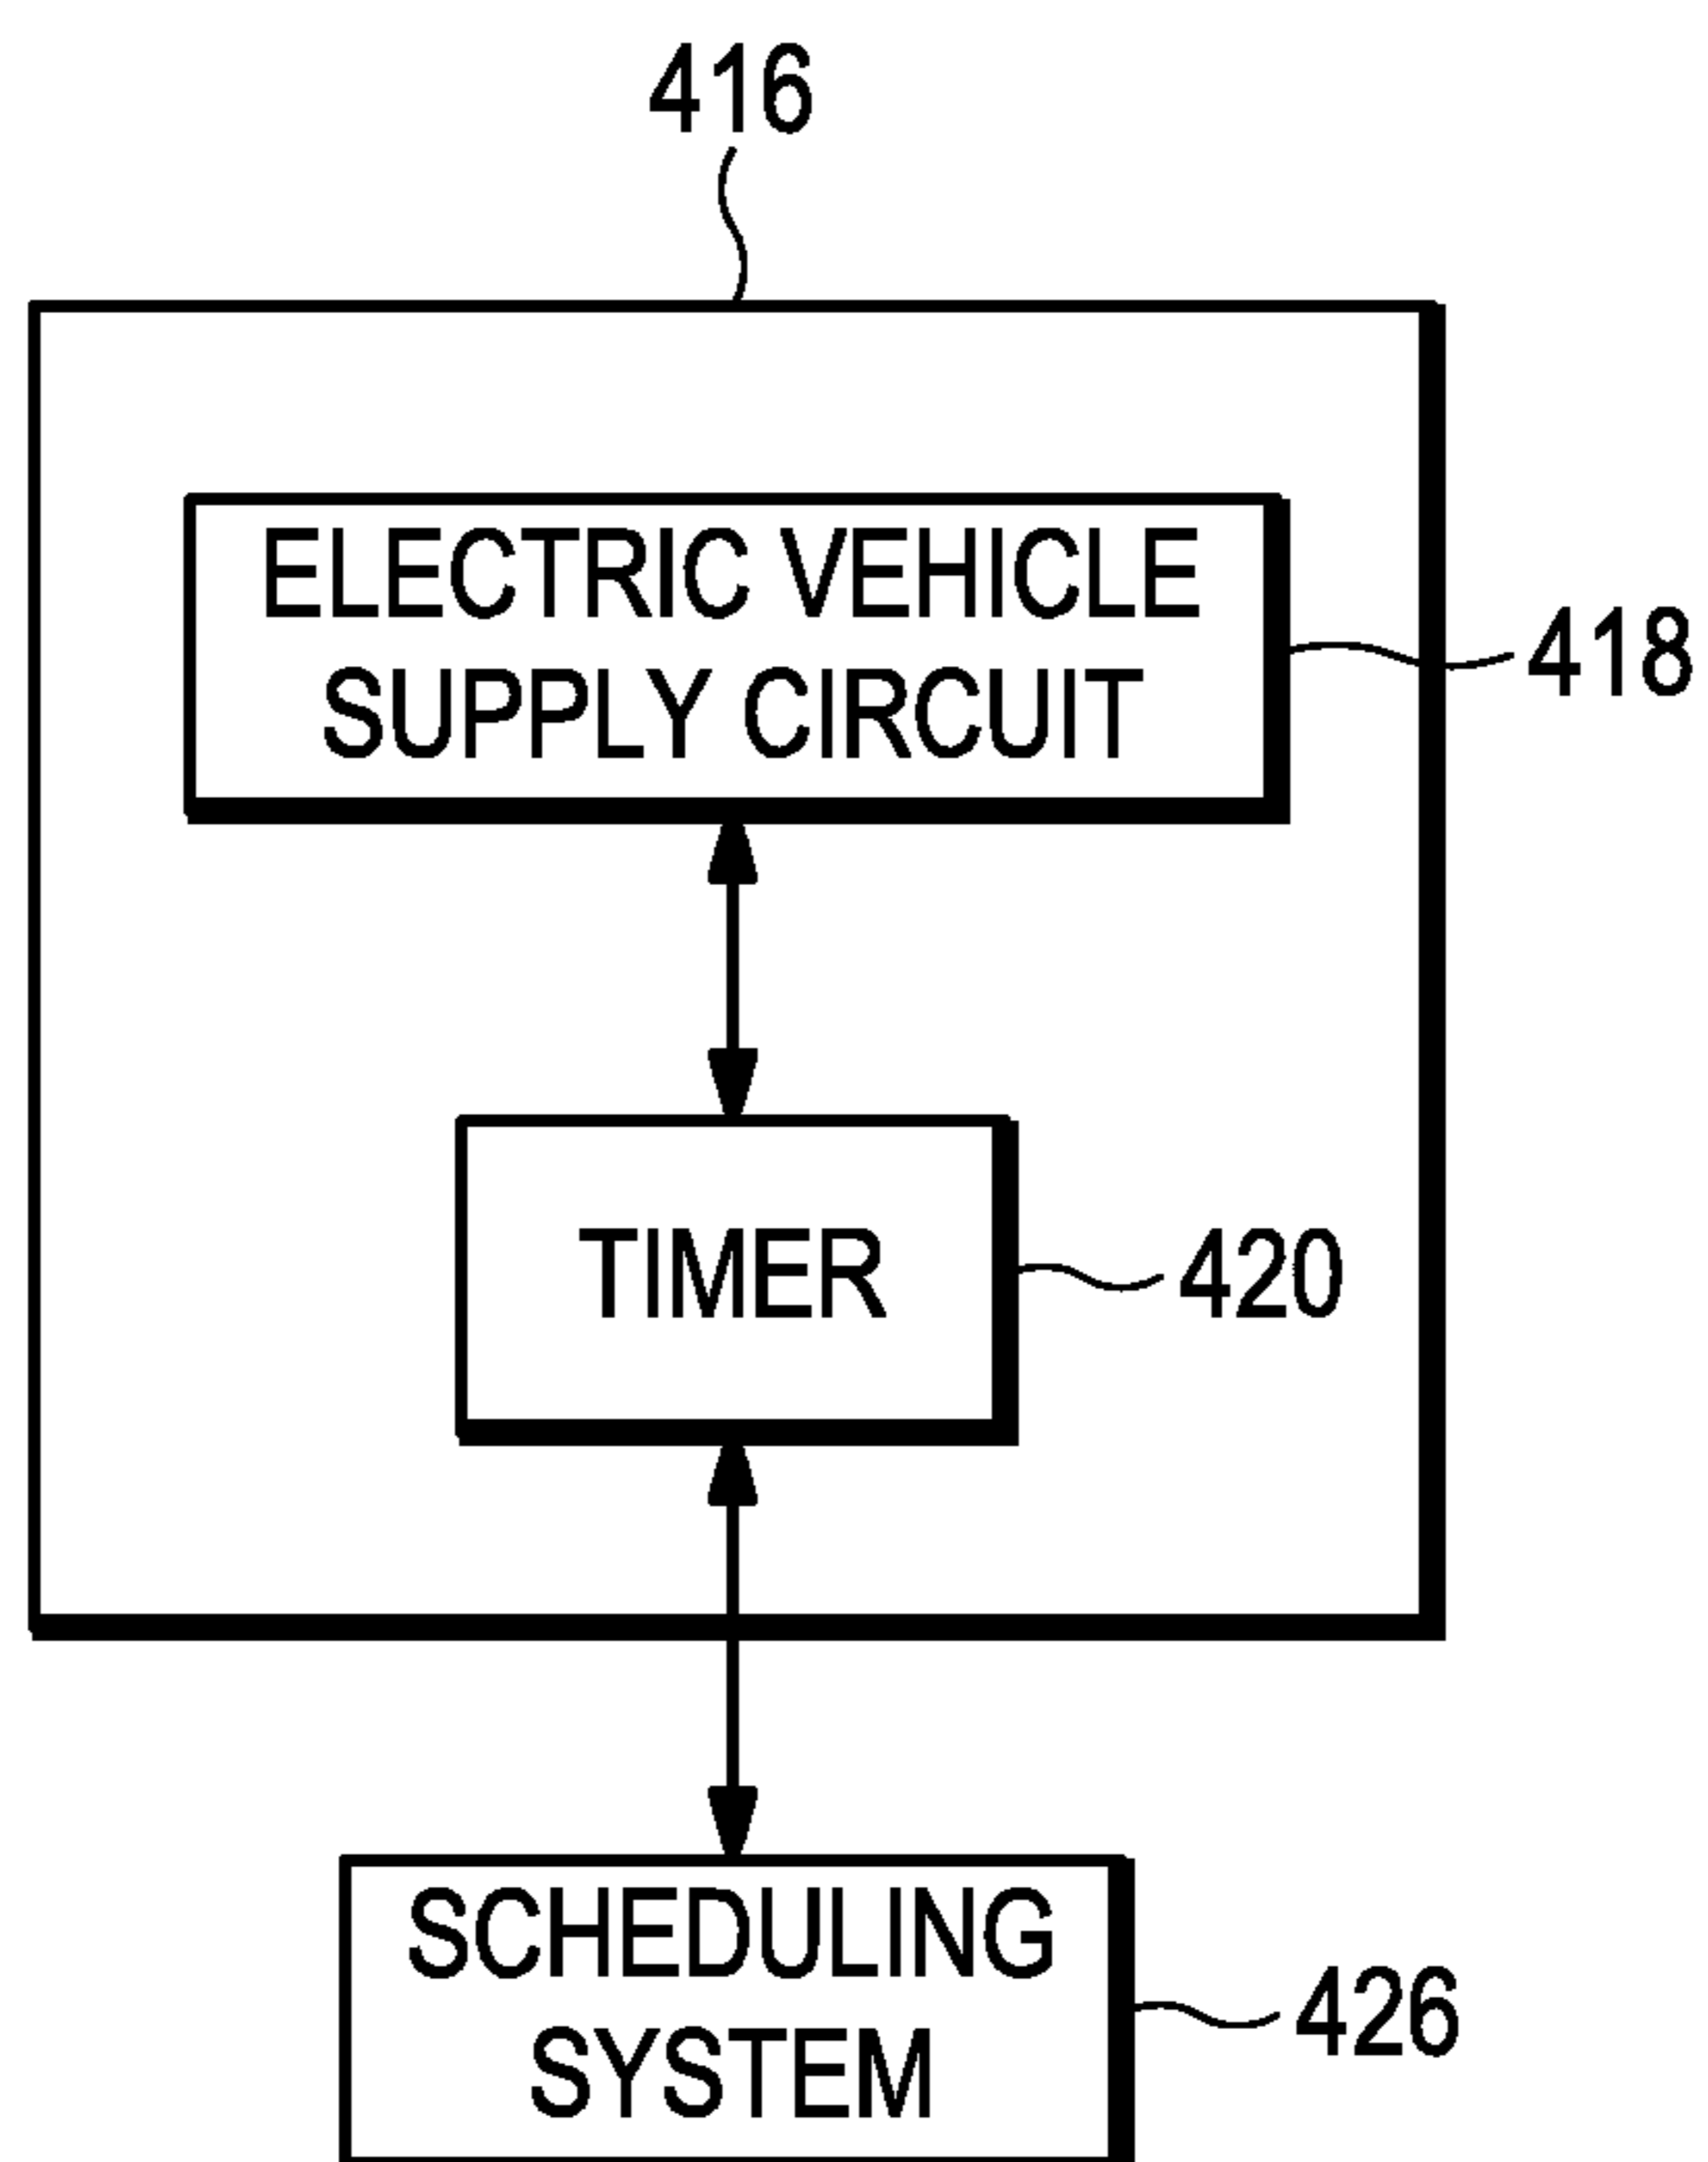 416
ELECTRIC VEHICLE
SUPPLY CIRCUIT
418
TIMER
420
SCHEDULING
SYSTEM
426